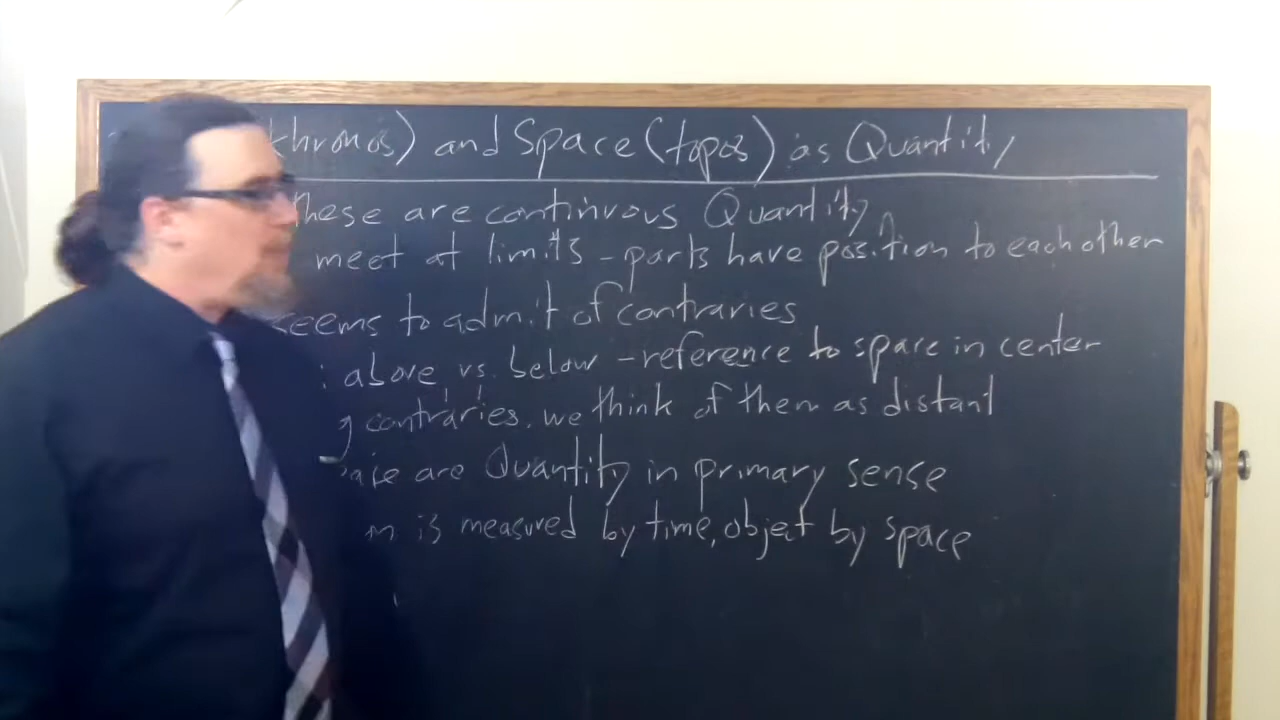 khronos) and Space (topos) as Quantity
These are continuous Quantity
meet at limits - parts have position to each other
seems to admit of contraries
: above vs. below - reference to space in center
g contraries, we think of them as distant
are Quantity in primary sense
is measured by time, object by space